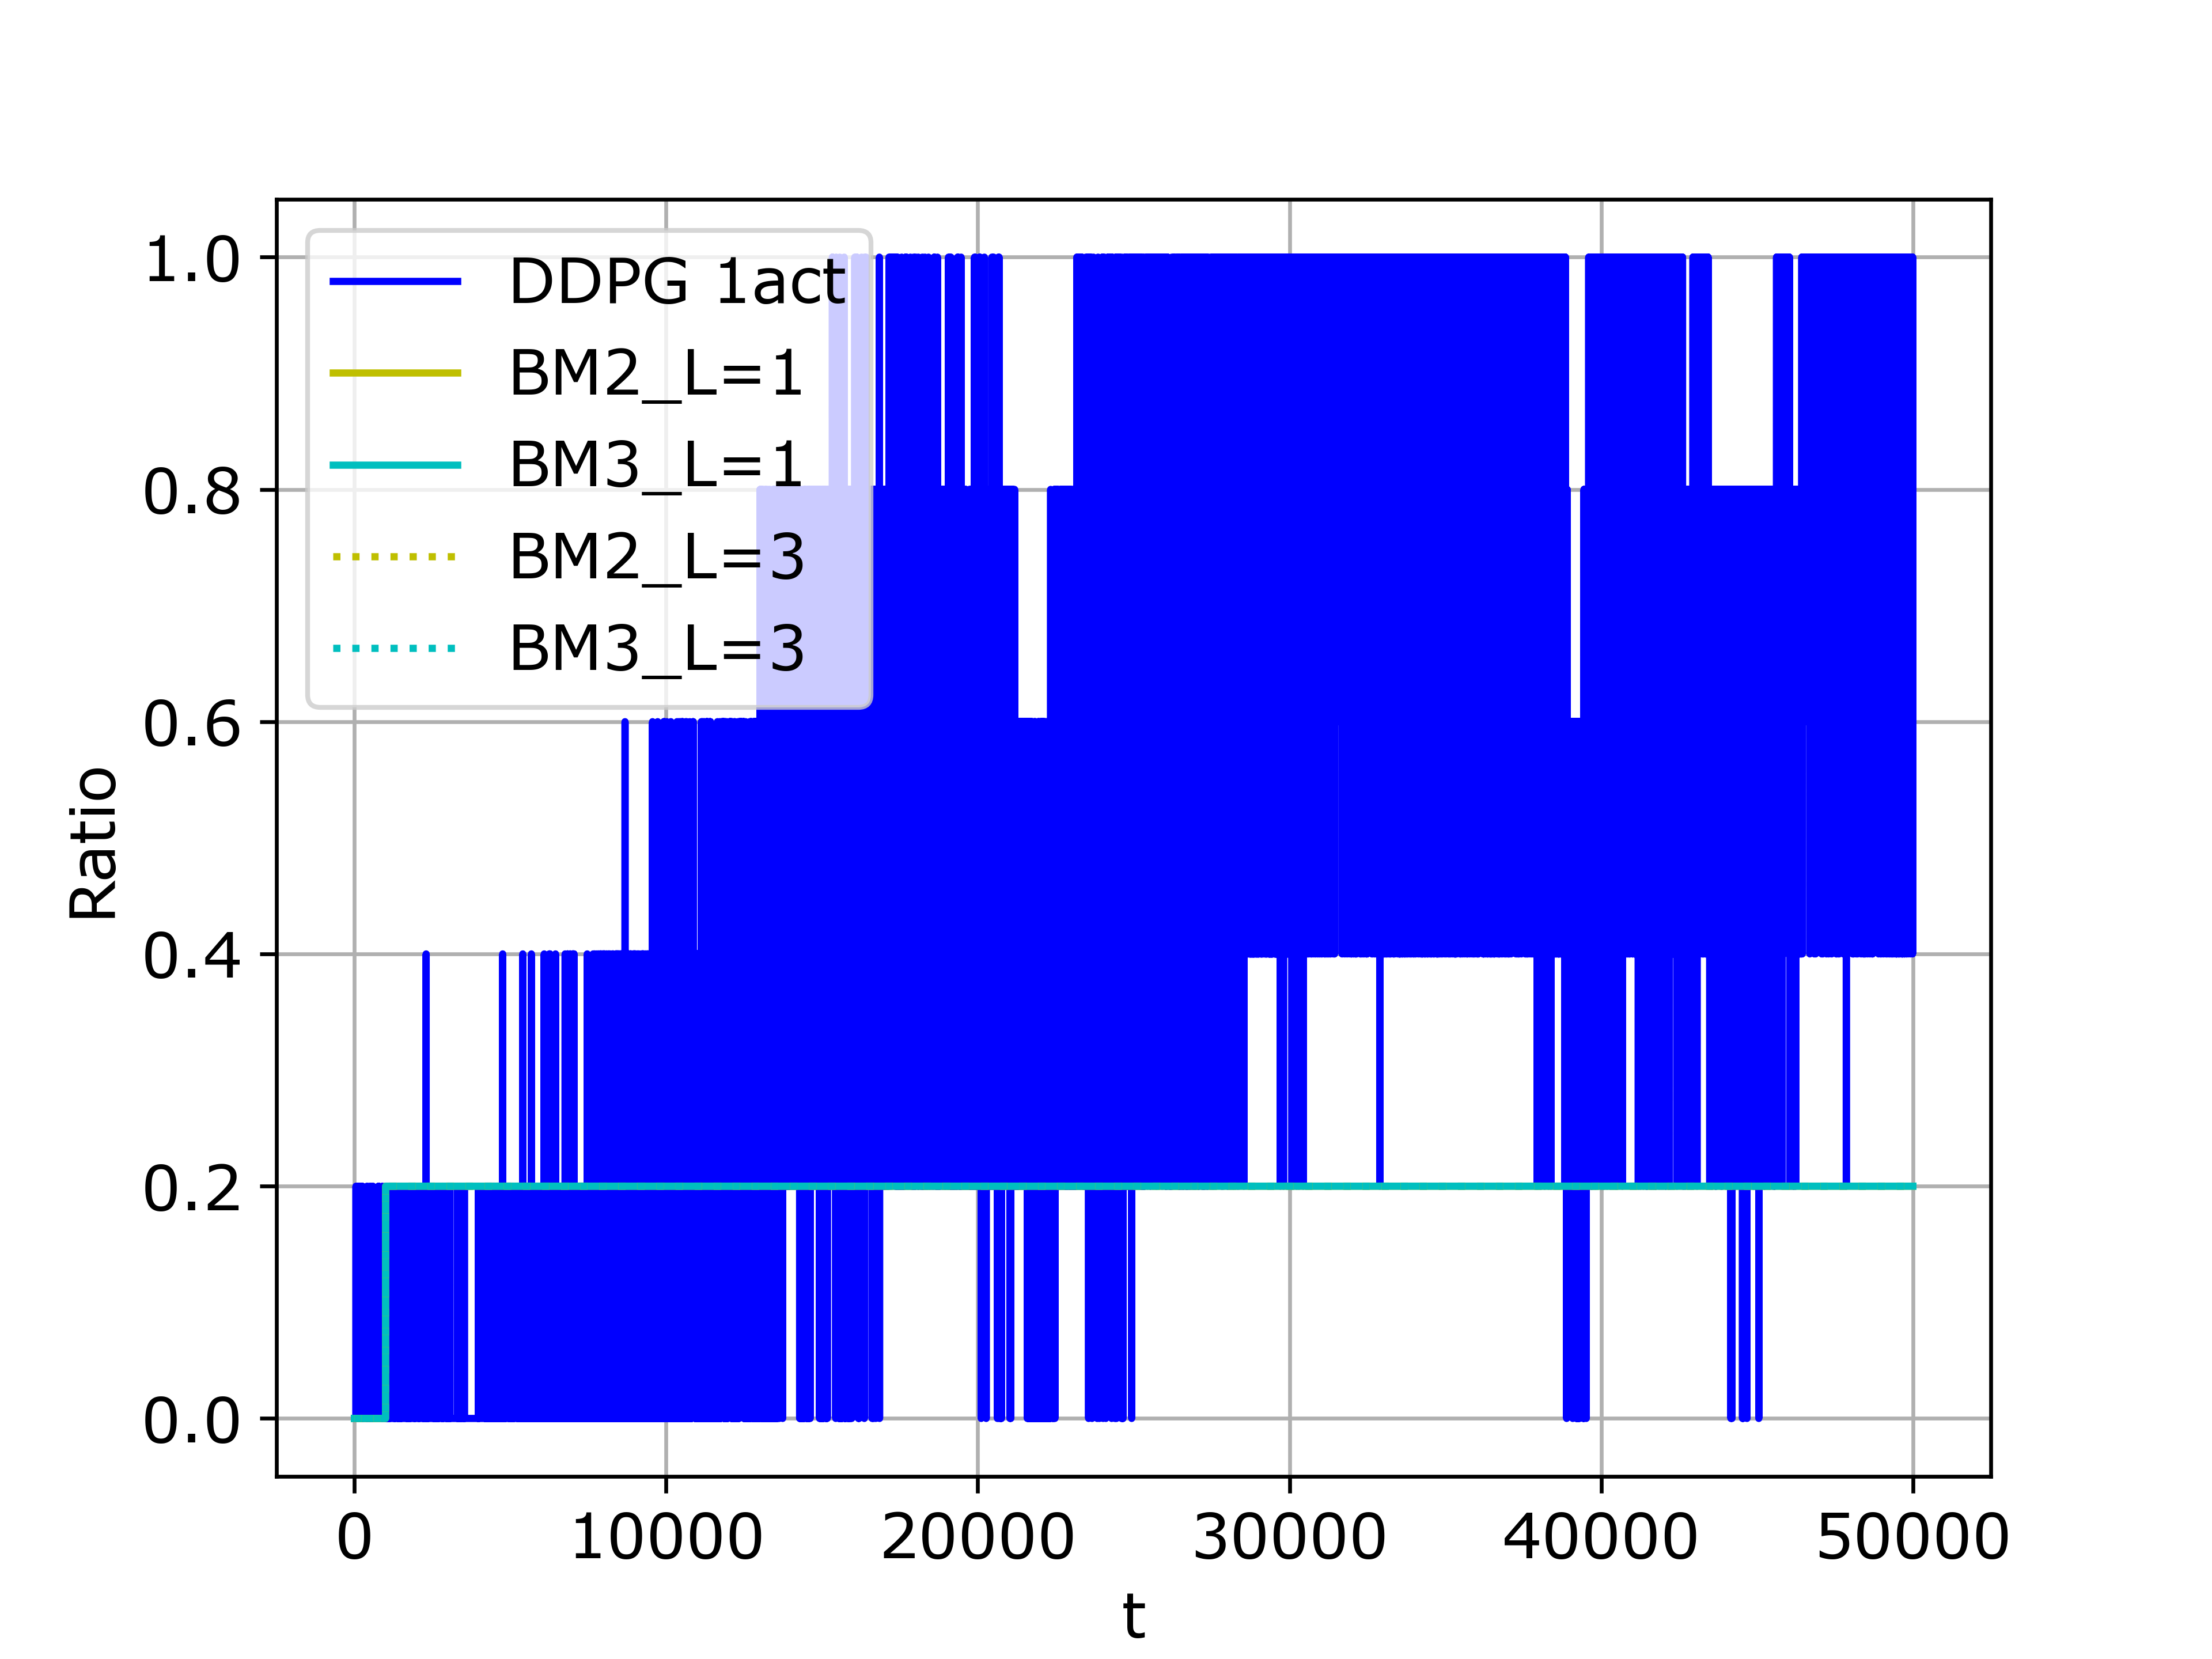 DDPG 1act
BM2_L=1
BM3_L=1
BM2_L=3
BM3_L=3
1.0
0.8
0.6
0.4
0.2
0.0
Ratio
0 10000 20000 30000 40000 50000
t